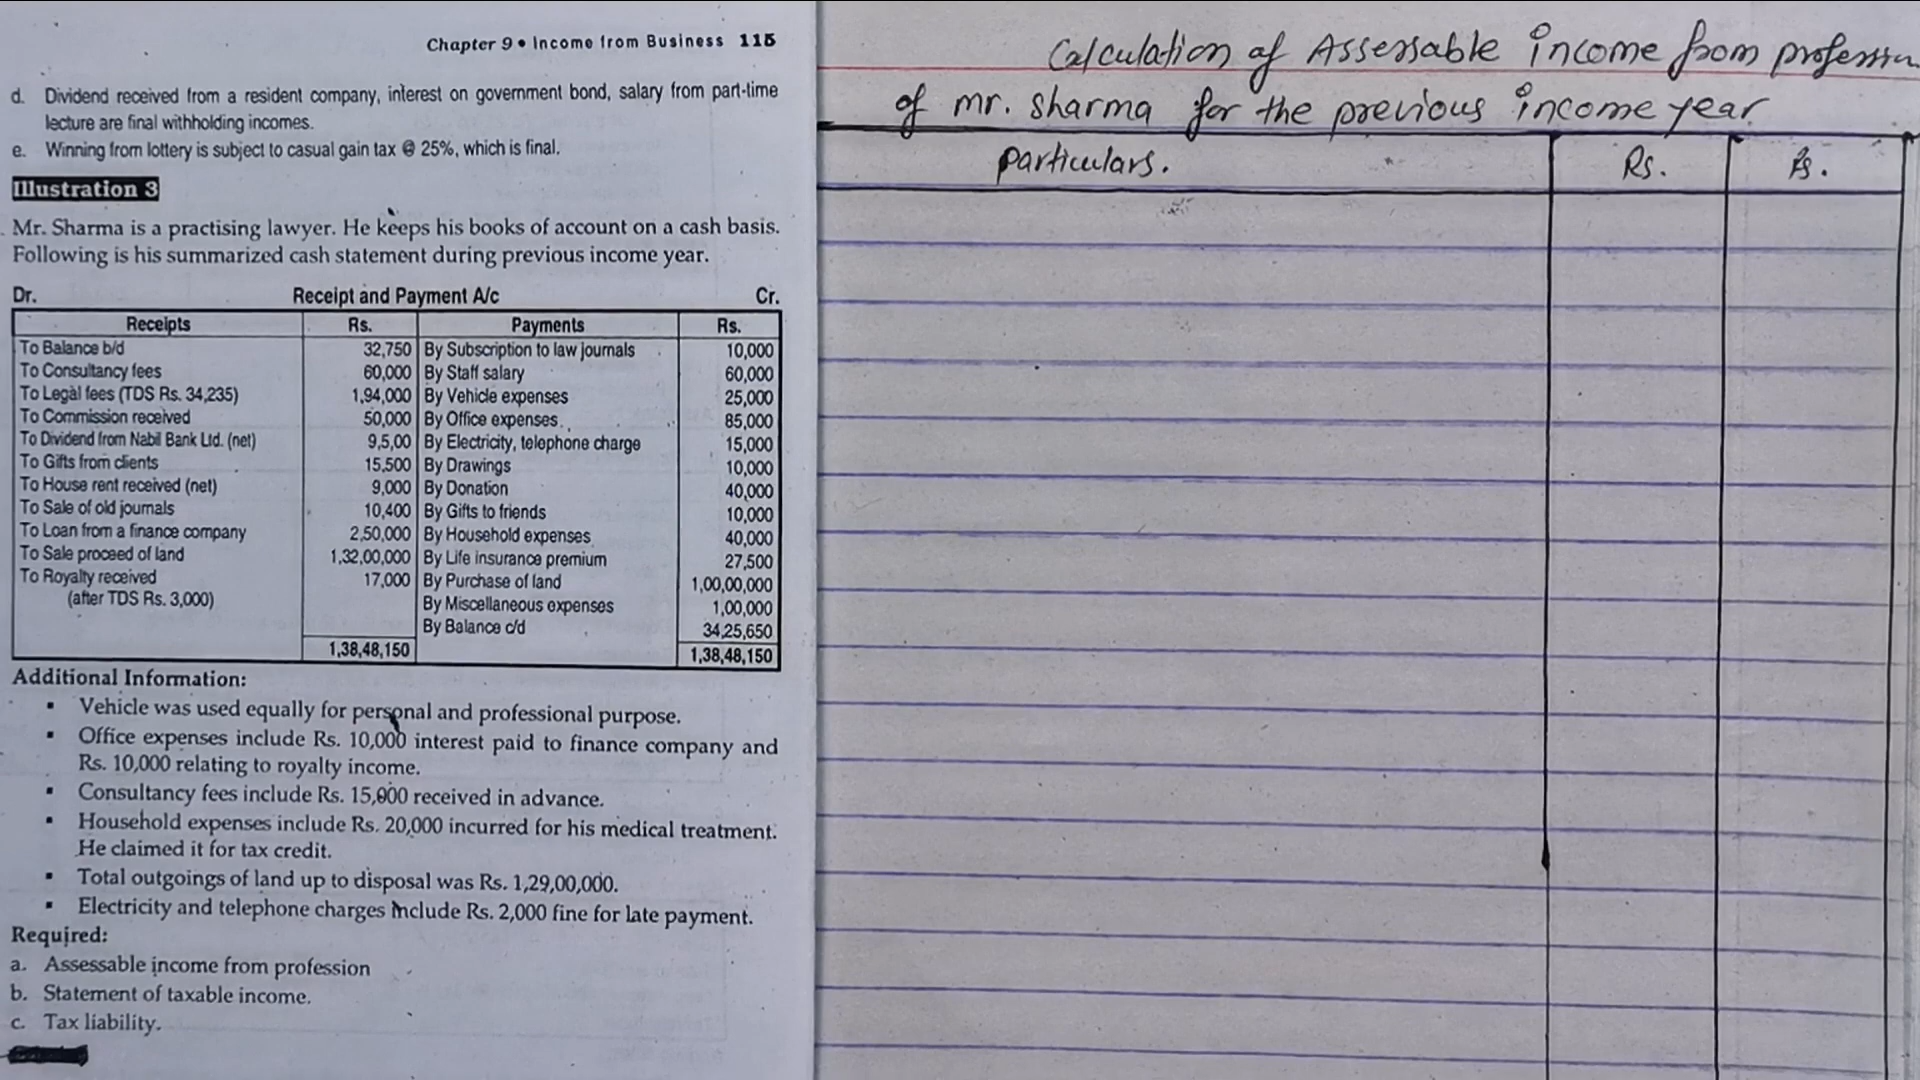 Chapter 9 • Income from Business 115
d. Dividend received from a resident company, interest on government bond, salary from part-time
lecture are final withholding incomes.
e. Winning from lottery is subject to casual gain tax @ 25%, which is final.
Illustration 3
Mr. Sharma is a practising lawyer. He keeps his books of account on a cash basis.
Following is his summarized cash statement during previous income year.
Dr. Receipt and Payment A/c Cr.
Receipts Rs. Payments Rs.
To Balance b/d 32,750 By Subscription to law journals 10,000
To Consultancy fees 60,000 By Staff salary 60,000
To Legal fees (TDS Rs. 34,235) 1,94,000 By Vehicle expenses 25,000
To Commission received 50,000 By Office expenses 85,000
To Dividend from Nabil Bank Ltd. (net) 9,5,00 By Electricity, telephone charge 15,000
To Gifts from clients 15,500 By Drawings 10,000
To House rent received (net) 9,000 By Donation 40,000
To Sale of old journals 10,400 By Gifts to friends 10,000
To Loan from a finance company 2,50,000 By Household expenses 40,000
To Sale proceed of land 1,32,00,000 By Life insurance premium 27,500
To Royalty received 17,000 By Purchase of land 1,00,00,000
(after TDS Rs. 3,000) By Miscellaneous expenses 1,00,000
By Balance c/d 34,25,650
1,38,48,150 1,38,48,150
Additional Information:
▪ Vehicle was used equally for personal and professional purpose.
▪ Office expenses include Rs. 10,000 interest paid to finance company and
Rs. 10,000 relating to royalty income.
▪ Consultancy fees include Rs. 15,000 received in advance.
▪ Household expenses include Rs. 20,000 incurred for his medical treatment.
He claimed it for tax credit.
▪ Total outgoings of land up to disposal was Rs. 1,29,00,000.
▪ Electricity and telephone charges include Rs. 2,000 fine for late payment.
Required:
a. Assessable income from profession
b. Statement of taxable income.
c. Tax liability.
Calculation of Assessable income from profession
of mr. sharma for the previous income year
particulars. Rs. Rs.